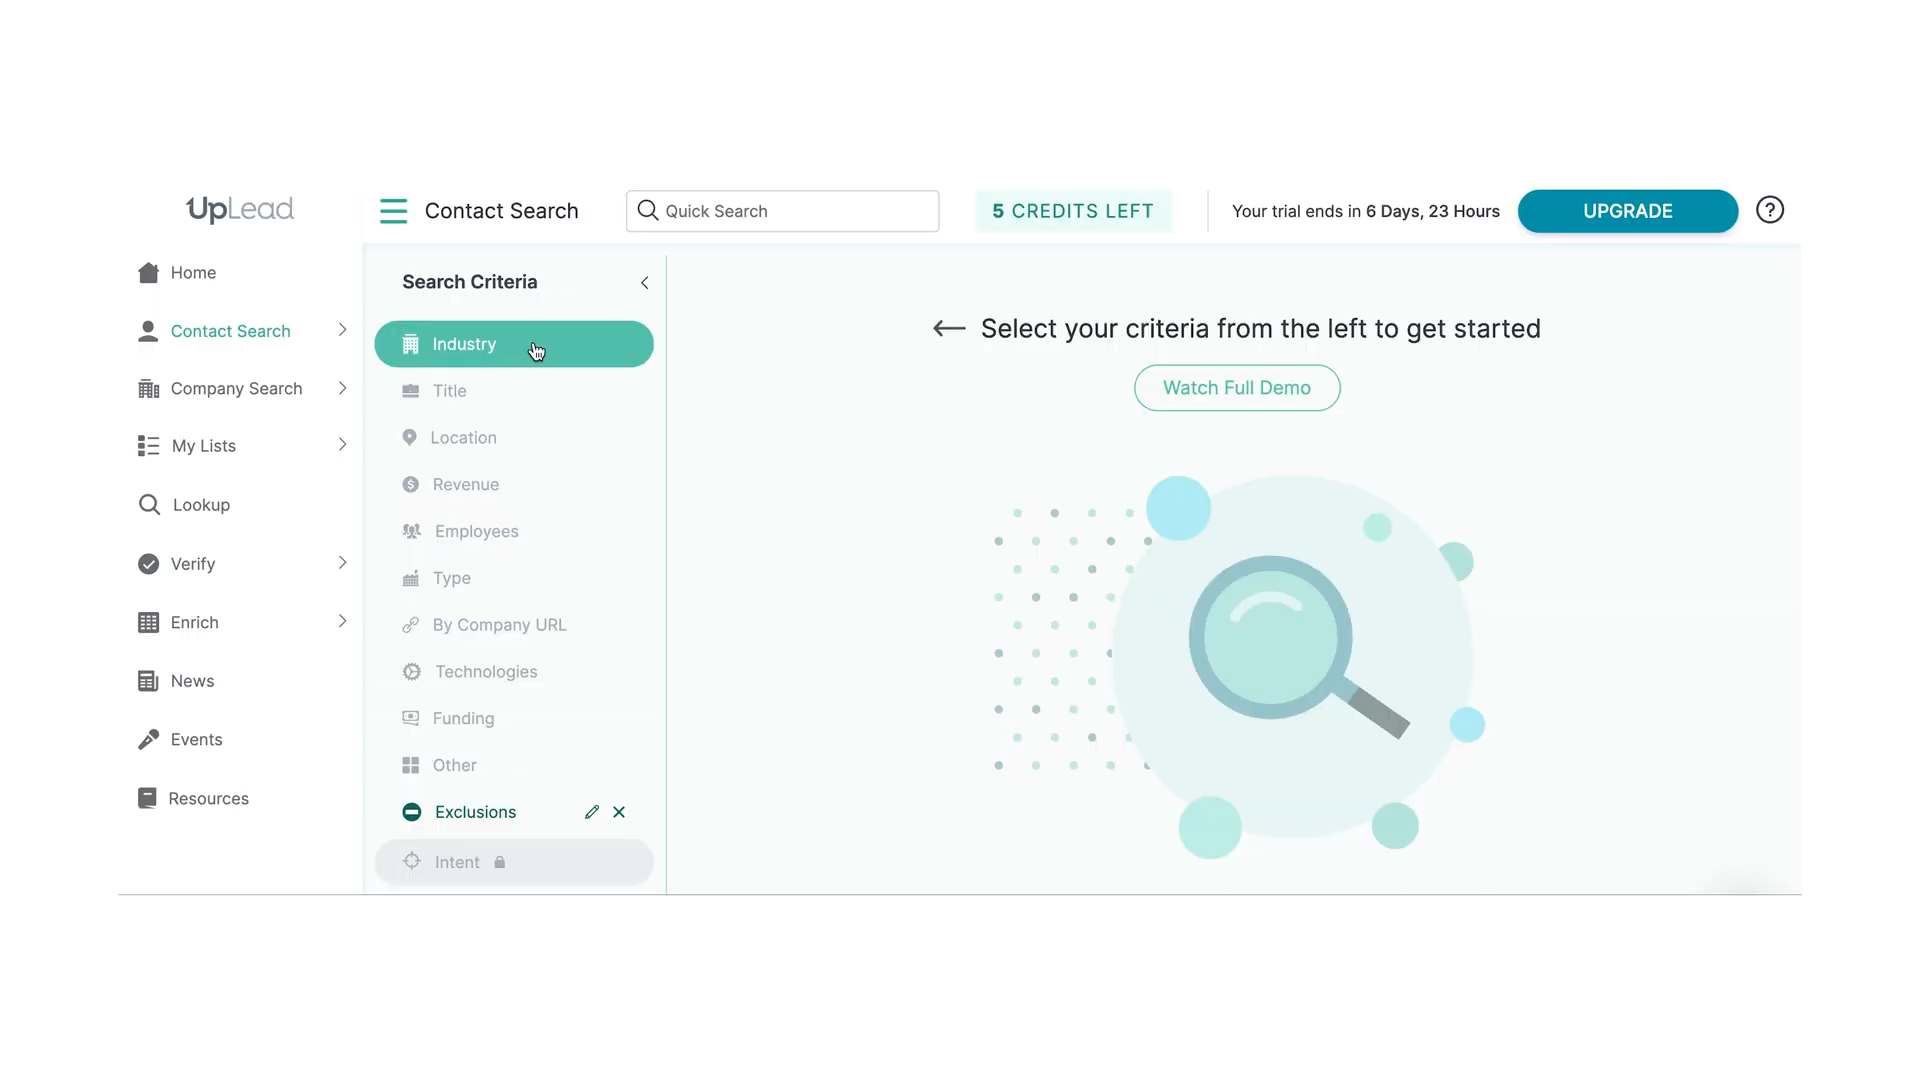 UpLead
Contact Search
Quick Search
5 CREDITS LEFT
Your trial ends in 6 Days, 23 Hours
UPGRADE
?
Home
Contact Search
Company Search
My Lists
Lookup
Verify
Enrich
News
Events
Resources
Search Criteria
Industry
Title
Location
Revenue
Employees
Type
By Company URL
Technologies
Funding
Other
Exclusions
Intent
Select your criteria from the left to get started
Watch Full Demo